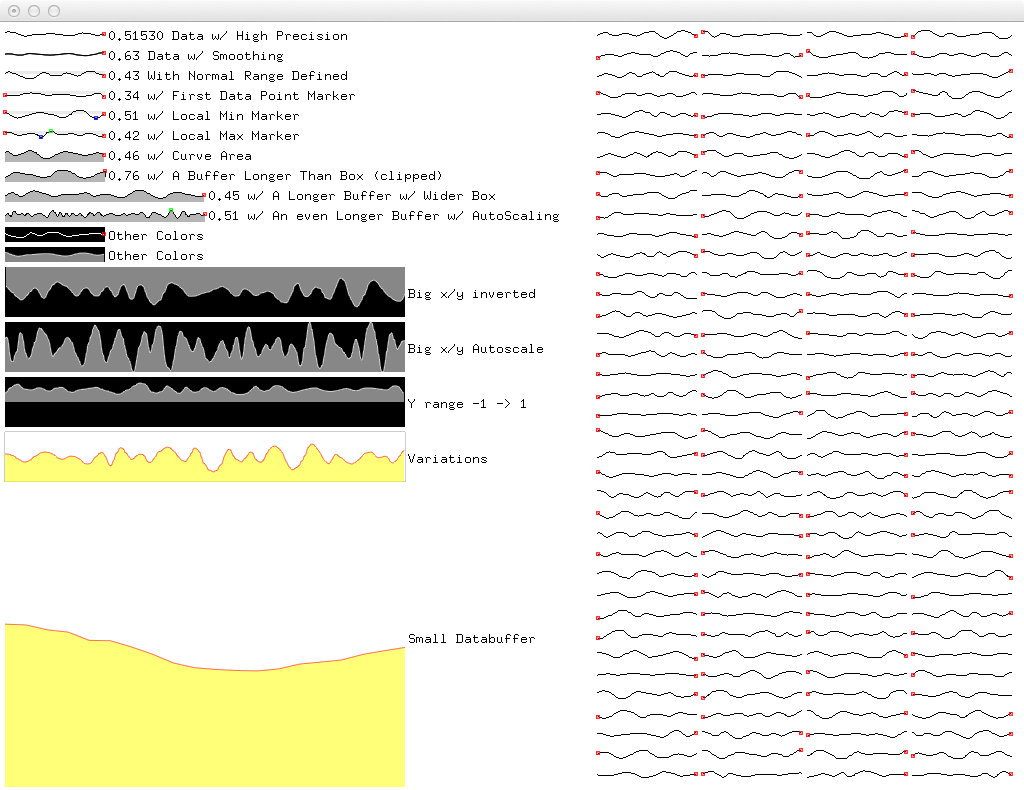 0.51530 Data w/ High Precision
0.63 Data w/ Smoothing
0.43 With Normal Range Defined
0.34 w/ First Data Point Marker
0.51 w/ Local Min Marker
0.42 w/ Local Max Marker
0.46 w/ Curve Area
0.76 w/ A Buffer Longer Than Box (clipped)
0.45 w/ A Longer Buffer w/ Wider Box
0.51 w/ An even Longer Buffer w/ AutoScaling
Other Colors
Other Colors
Big x/y inverted
Big x/y Autoscale
Y range -1 -> 1
Variations
Small Databuffer